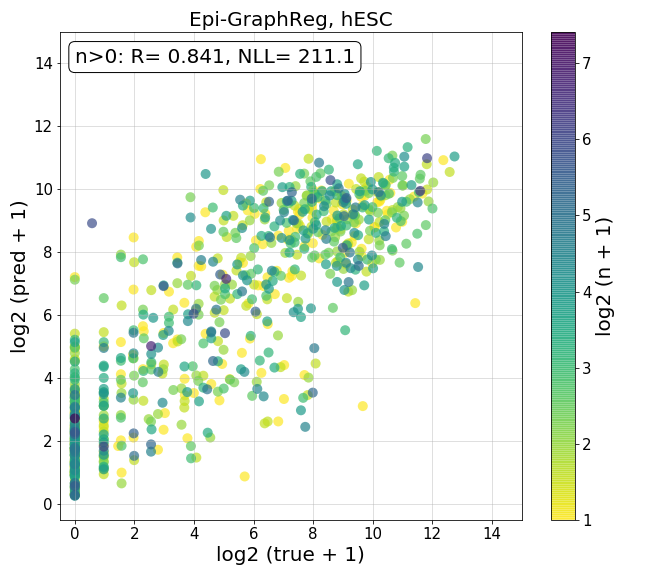 Epi-GraphReg, hESC
n>0: R= 0.841, NLL= 211.1
14
12
10
8
6
4
2
0
log2 (pred + 1)
0 2 4 6 8 10 12 14
log2 (true + 1)
7
6
5
4
3
2
1
log2 (n + 1)